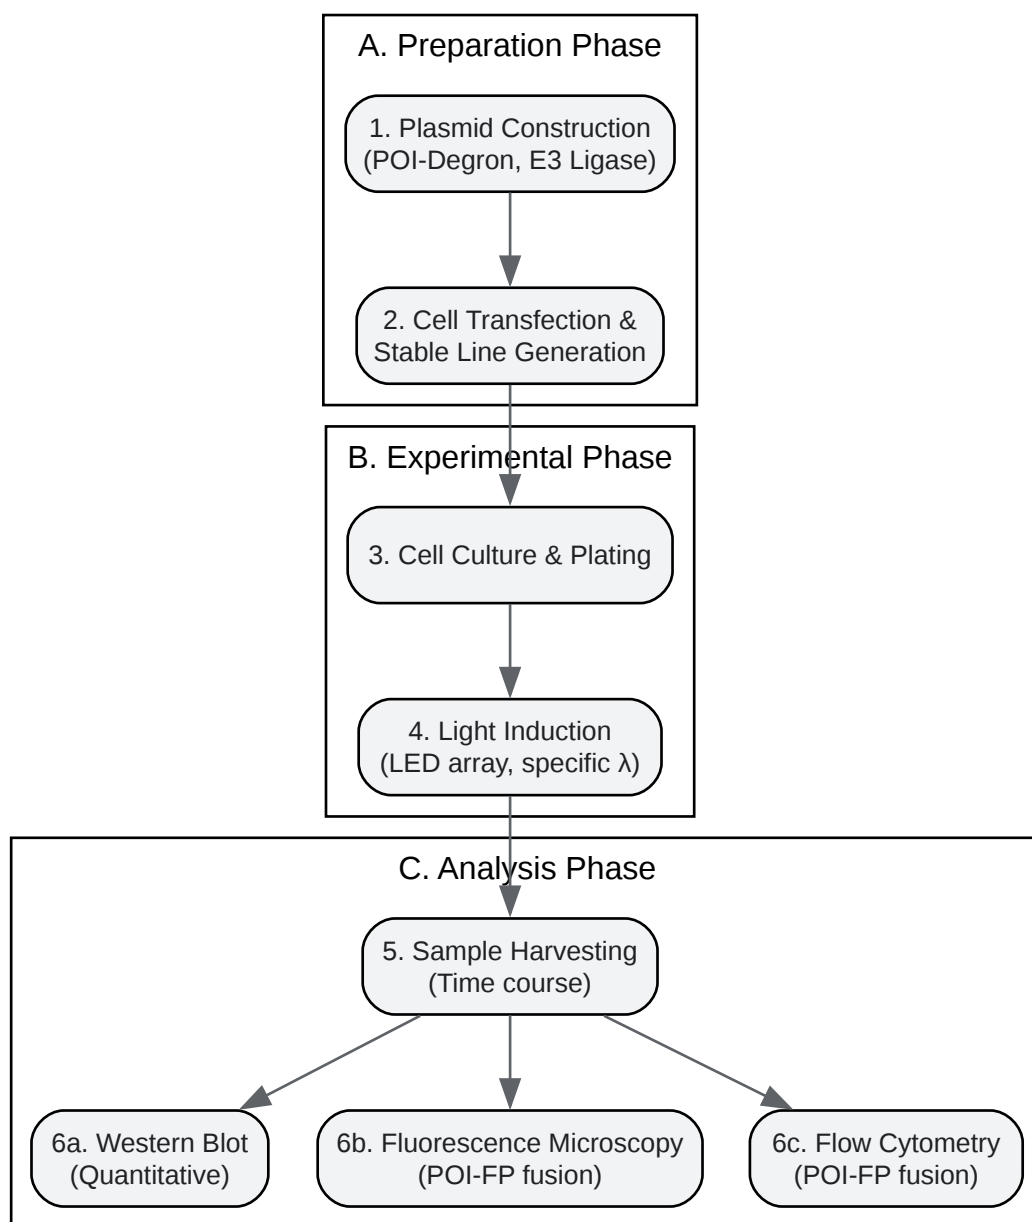 A. Preparation Phase
1. Plasmid Construction
(POI-Degron, E3 Ligase)
2. Cell Transfection &
Stable Line Generation
B. Experimental Phase
3. Cell Culture & Plating
4. Light Induction
(LED array, specific λ)
C. Analysis Phase
5. Sample Harvesting
(Time course)
6a. Western Blot
(Quantitative)
6b. Fluorescence Microscopy
(POI-FP fusion)
6c. Flow Cytometry
(POI-FP fusion)